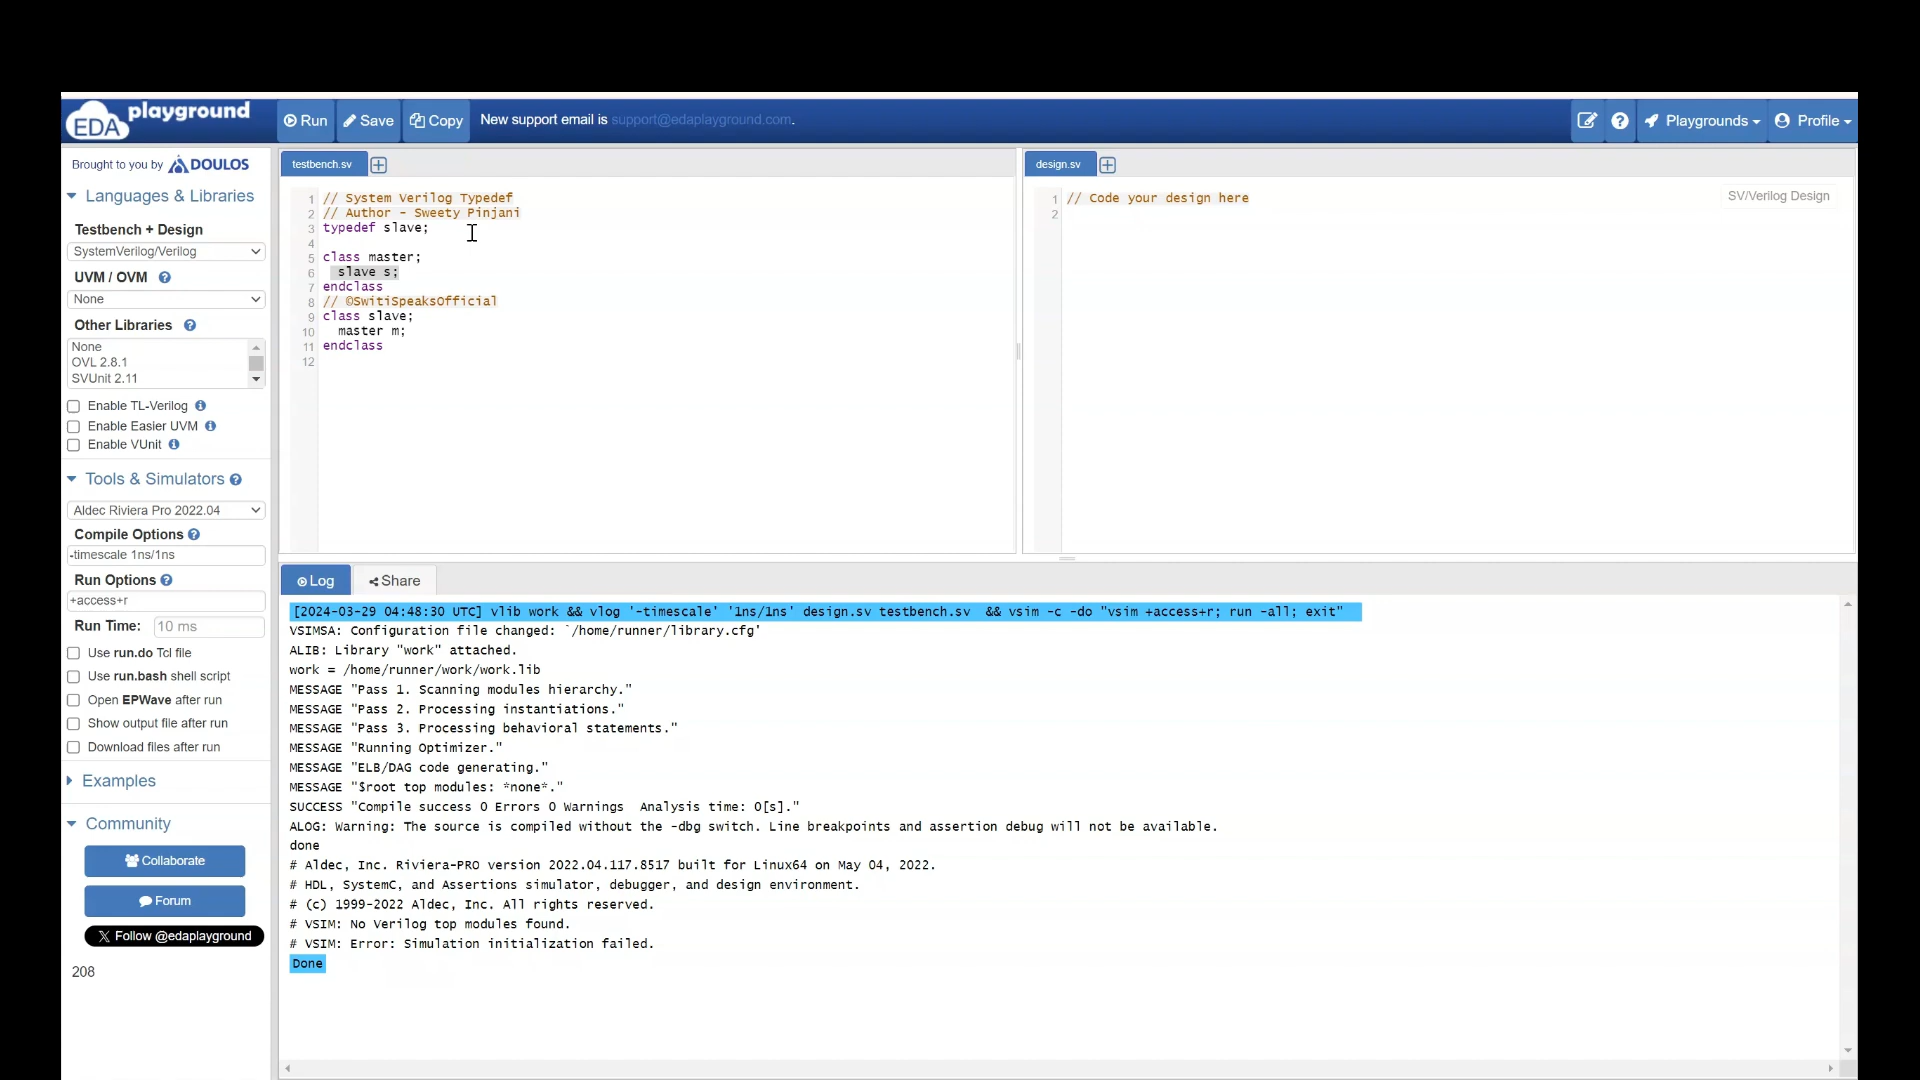 EDA playground
Run Save Copy New support email is support@edaplayground.com. Playgrounds Profile
Brought to you by DOULOS
Languages & Libraries
Testbench + Design
SystemVerilog/Verilog
UVM / OVM
None
Other Libraries
None
OVL 2.8.1
SVUnit 2.11
Enable TL-Verilog
Enable Easier UVM
Enable VUnit
Tools & Simulators
Aldec Riviera Pro 2022.04
Compile Options
-timescale 1ns/1ns
Run Options
+access+r
Run Time: 10 ms
Use run.do Tcl file
Use run.bash shell script
Open EPWave after run
Show output file after run
Download files after run
Examples
Community
Collaborate
Forum
X Follow @edaplayground
208
testbench.sv
1 // System Verilog Typedef
2 // Author - Sweety Pinjani
3 typedef slave;
4
5 class master;
6 slave s;
7 endclass
8 // ©SwitiSpeaksOfficial
9 class slave;
10 master m;
11 endclass
12
design.sv
SV/Verilog Design
1 // Code your design here
2
Log Share
[2024-03-29 04:48:30 UTC] vlib work && vlog '-timescale' '1ns/1ns' design.sv testbench.sv && vsim -c -do "vsim +access+r; run -all; exit"
VSIMSA: Configuration file changed: `/home/runner/library.cfg'
ALIB: Library "work" attached.
work = /home/runner/work/work.lib
MESSAGE "Pass 1. Scanning modules hierarchy."
MESSAGE "Pass 2. Processing instantiations."
MESSAGE "Pass 3. Processing behavioral statements."
MESSAGE "Running Optimizer."
MESSAGE "ELB/DAG code generating."
MESSAGE "$root top modules: *none*."
SUCCESS "Compile success 0 Errors 0 Warnings Analysis time: 0[s]."
ALOG: Warning: The source is compiled without the -dbg switch. Line breakpoints and assertion debug will not be available.
done
# Aldec, Inc. Riviera-PRO version 2022.04.117.8517 built for Linux64 on May 04, 2022.
# HDL, SystemC, and Assertions simulator, debugger, and design environment.
# (c) 1999-2022 Aldec, Inc. All rights reserved.
# VSIM: No Verilog top modules found.
# VSIM: Error: Simulation initialization failed.
Done